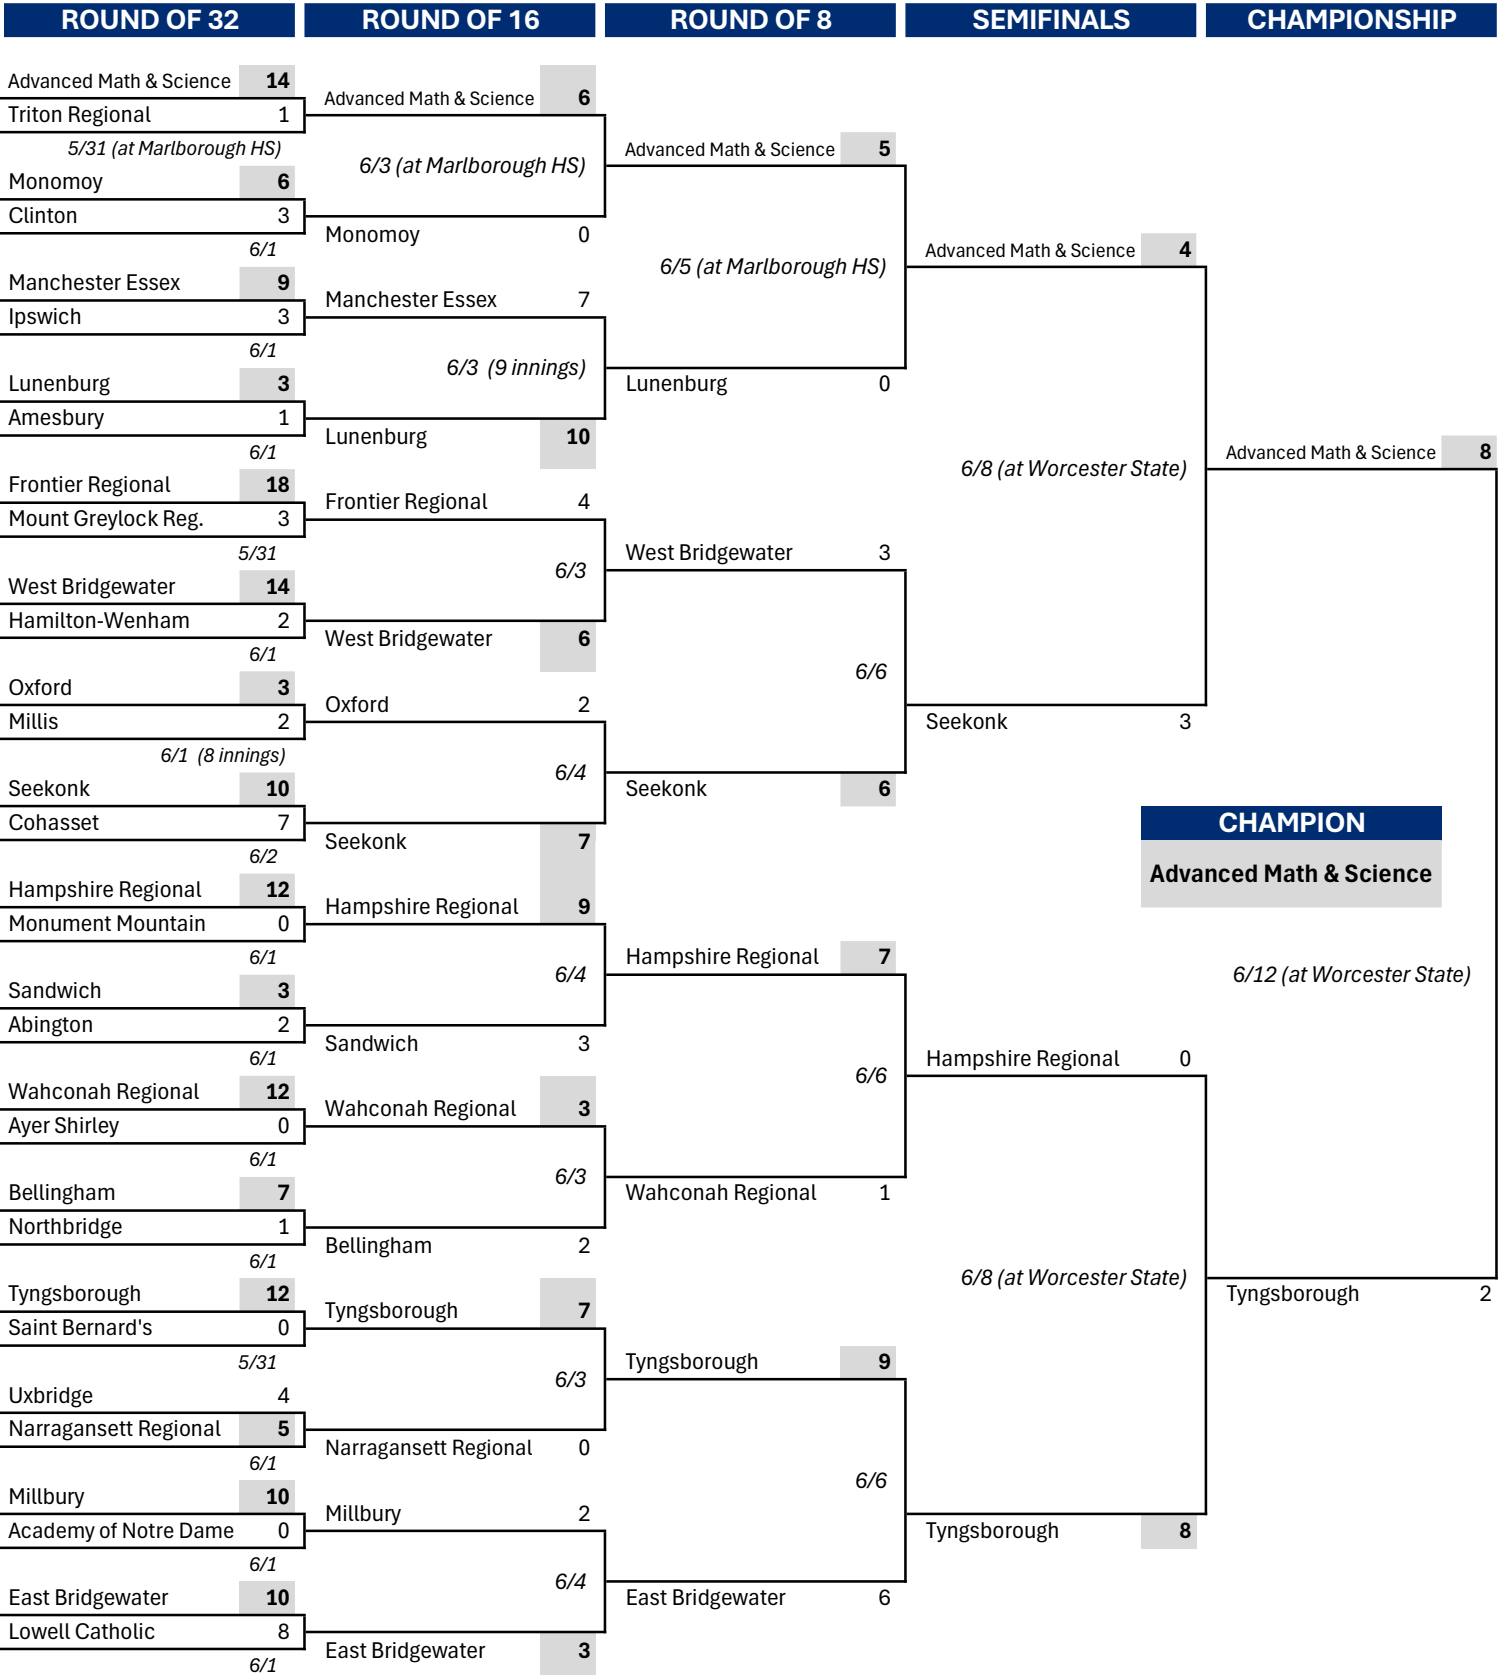 ROUND OF 32
Advanced Math & Science 14
Triton Regional 1
5/31 (at Marlborough HS)
Monomoy 6
Clinton 3
6/1
Manchester Essex 9
Ipswich 3
6/1
Lunenburg 3
Amesbury 1
6/1
Frontier Regional 18
Mount Greylock Reg. 3
5/31
West Bridgewater 14
Hamilton-Wenham 2
6/1
Oxford 3
Millis 2
6/1 (8 innings)
Seekonk 10
Cohasset 7
6/2
Hampshire Regional 12
Monument Mountain 0
6/1
Sandwich 3
Abington 2
6/1
Wahconah Regional 12
Ayer Shirley 0
6/1
Bellingham 7
Northbridge 1
6/1
Tyngsborough 12
Saint Bernard's 0
5/31
Uxbridge 4
Narragansett Regional 5
6/1
Millbury 10
Academy of Notre Dame 0
6/1
East Bridgewater 10
Lowell Catholic 8
6/1
ROUND OF 16
Advanced Math & Science 6
6/3 (at Marlborough HS)
Monomoy 0
Manchester Essex 7
6/3 (9 innings)
Lunenburg 10
Frontier Regional 4
6/3
West Bridgewater 6
Oxford 2
6/4
Seekonk 7
Hampshire Regional 9
6/4
Sandwich 3
Wahconah Regional 3
6/3
Bellingham 2
Tyngsborough 7
6/3
Narragansett Regional 0
Millbury 2
6/4
East Bridgewater 3
ROUND OF 8
Advanced Math & Science 5
6/5 (at Marlborough HS)
Lunenburg 0
West Bridgewater 3
6/6
Seekonk 6
Hampshire Regional 7
6/6
Wahconah Regional 1
Tyngsborough 9
6/6
East Bridgewater 6
SEMIFINALS
Advanced Math & Science 4
6/8 (at Worcester State)
Seekonk 3
Hampshire Regional 0
6/8 (at Worcester State)
Tyngsborough 8
CHAMPIONSHIP
Advanced Math & Science 8
CHAMPION
Advanced Math & Science
6/12 (at Worcester State)
Tyngsborough 2